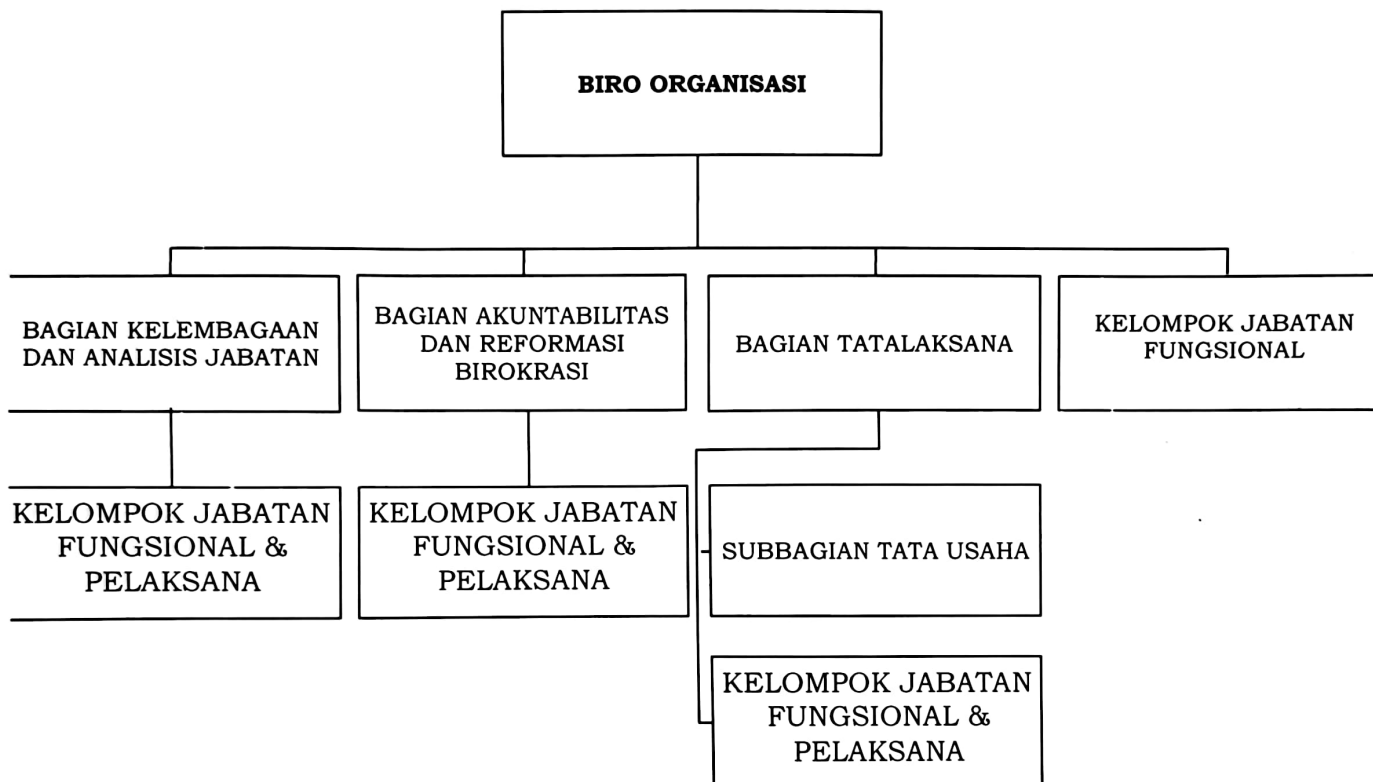 BIRO ORGANISASI
BAGIAN KELEMBAGAAN
DAN ANALISIS JABATAN
BAGIAN AKUNTABILITAS
DAN REFORMASI
BIROKRASI
BAGIAN TATALAKSANA
KELOMPOK JABATAN
FUNGSIONAL
KELOMPOK JABATAN
FUNGSIONAL &
PELAKSANA
KELOMPOK JABATAN
FUNGSIONAL &
PELAKSANA
SUBBAGIAN TATA USAHA
KELOMPOK JABATAN
FUNGSIONAL &
PELAKSANA